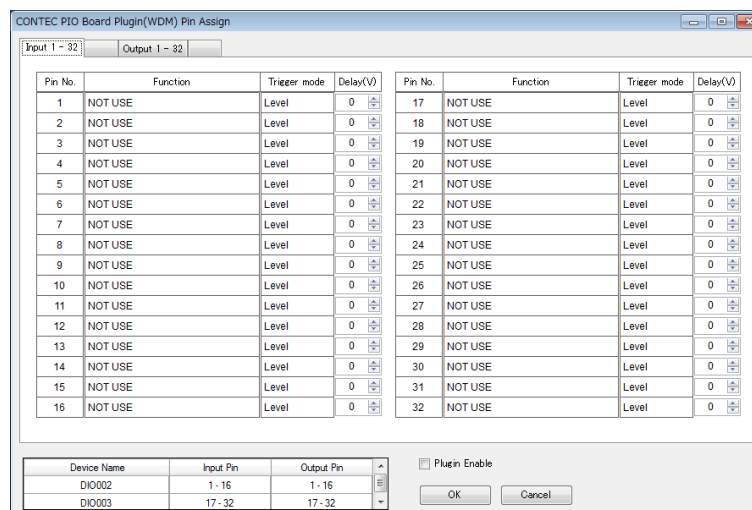 CONTEC PIO Board Plugin(WDM) Pin Assign
Input 1 - 32 Output 1 - 32
Pin No. Function Trigger mode Delay(V) Pin No. Function Trigger mode Delay(V)
1 NOT USE Level 0 17 NOT USE Level 0
2 NOT USE Level 0 18 NOT USE Level 0
3 NOT USE Level 0 19 NOT USE Level 0
4 NOT USE Level 0 20 NOT USE Level 0
5 NOT USE Level 0 21 NOT USE Level 0
6 NOT USE Level 0 22 NOT USE Level 0
7 NOT USE Level 0 23 NOT USE Level 0
8 NOT USE Level 0 24 NOT USE Level 0
9 NOT USE Level 0 25 NOT USE Level 0
10 NOT USE Level 0 26 NOT USE Level 0
11 NOT USE Level 0 27 NOT USE Level 0
12 NOT USE Level 0 28 NOT USE Level 0
13 NOT USE Level 0 29 NOT USE Level 0
14 NOT USE Level 0 30 NOT USE Level 0
15 NOT USE Level 0 31 NOT USE Level 0
16 NOT USE Level 0 32 NOT USE Level 0
Device Name Input Pin Output Pin
DIO002 1 - 16 1 - 16
DIO003 17 - 32 17 - 32
Plugin Enable
OK Cancel